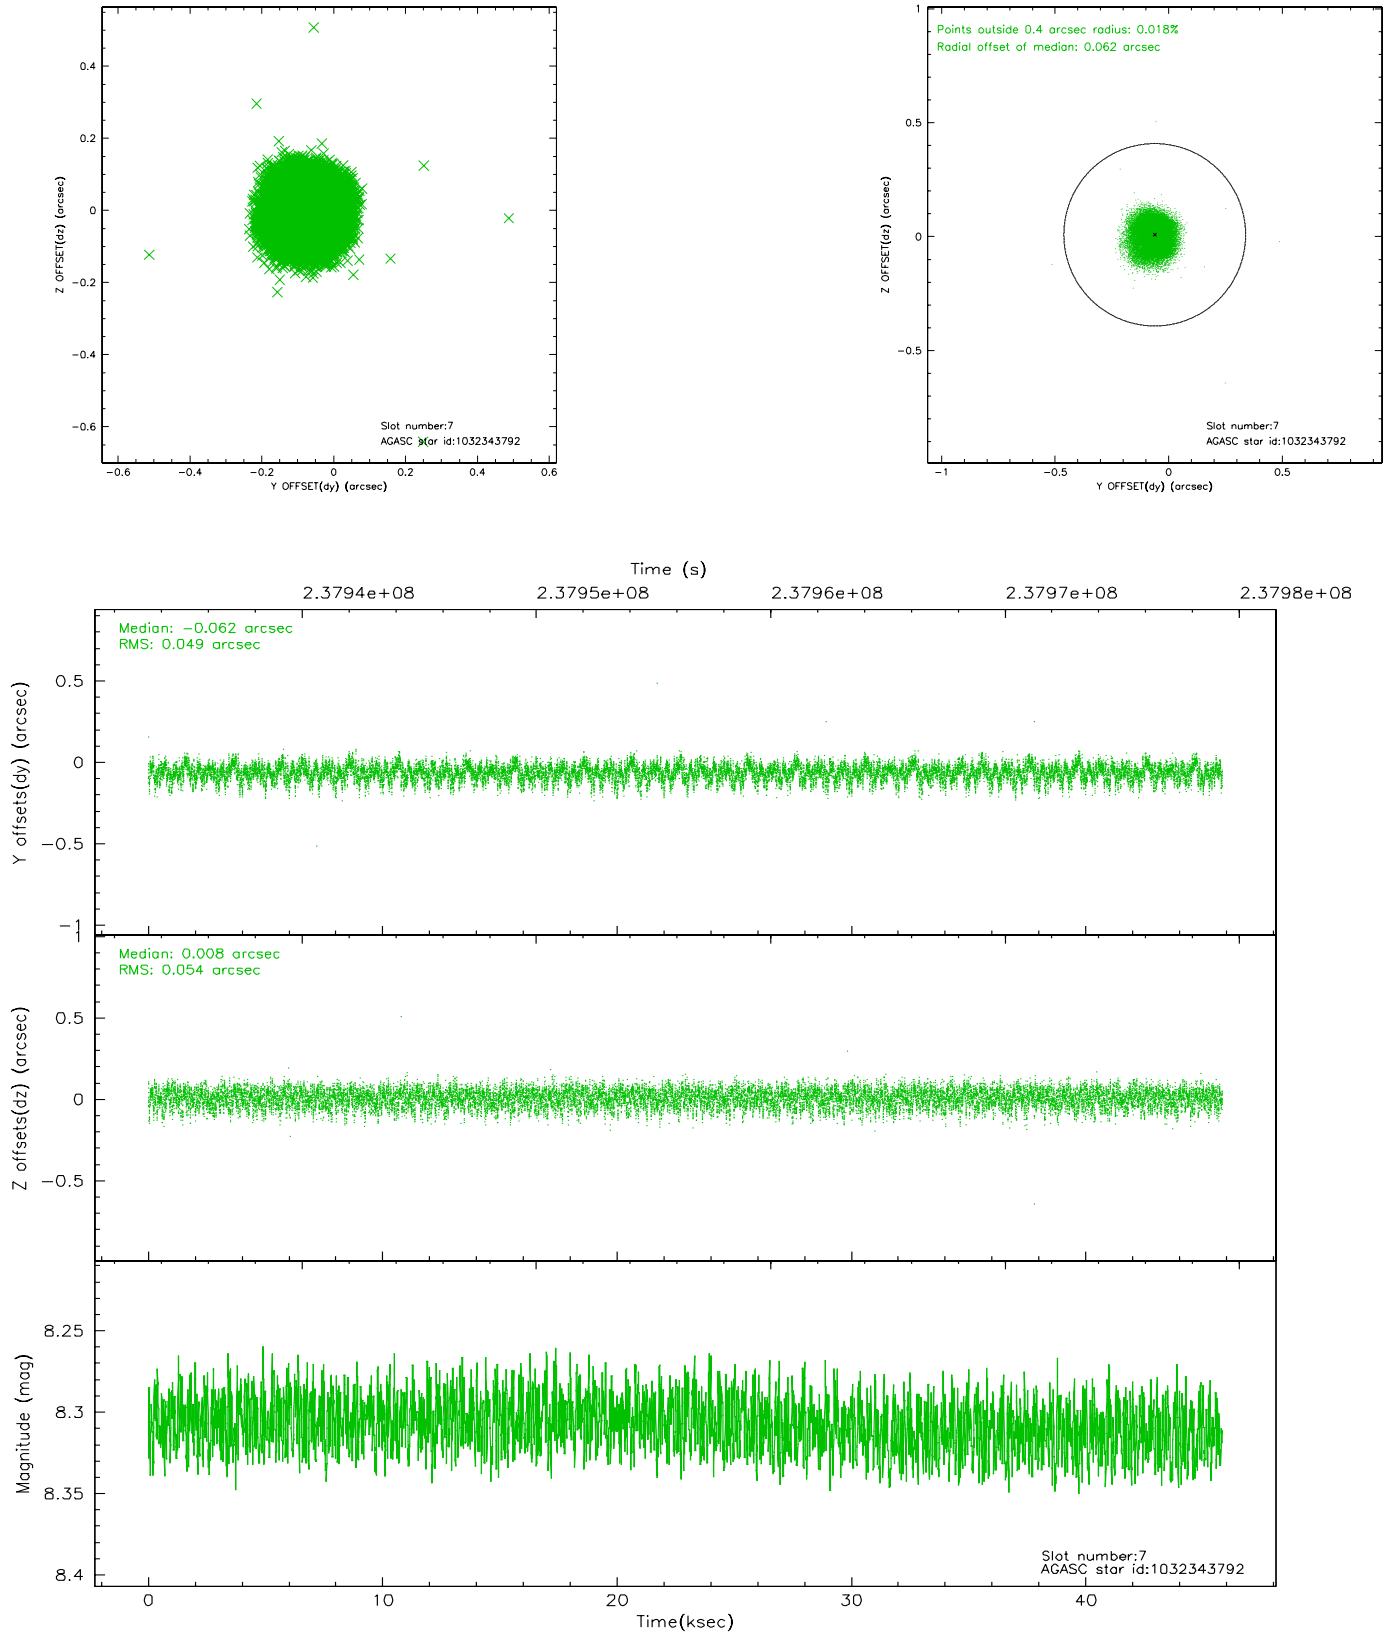 0.4
0.2
0
-0.2
-0.4
-0.6
Z OFFSET(dz) (arcsec)
Slot number:7
AGASC star id:1032343792
-0.6 -0.4 -0.2 0 0.2 0.4 0.6
Y OFFSET(dy) (arcsec)
1
0.5
0
-0.5
Z OFFSET(dz) (arcsec)
Points outside 0.4 arcsec radius: 0.018%
Radial offset of median: 0.062 arcsec
Slot number:7
AGASC star id:1032343792
-1 -0.5 0 0.5
Y OFFSET(dy) (arcsec)
Time (s)
2.3794e+08 2.3795e+08 2.3796e+08 2.3797e+08 2.3798e+08
Median: -0.062 arcsec
RMS: 0.049 arcsec
0.5
0
-0.5
-1
Y offsets(dy) (arcsec)
1
Median: 0.008 arcsec
RMS: 0.054 arcsec
0.5
0
-0.5
Z offsets(dz) (arcsec)
8.25
8.3
8.35
8.4
Magnitude (mag)
Slot number:7
AGASC star id:1032343792
0 10 20 30 40
Time(ksec)